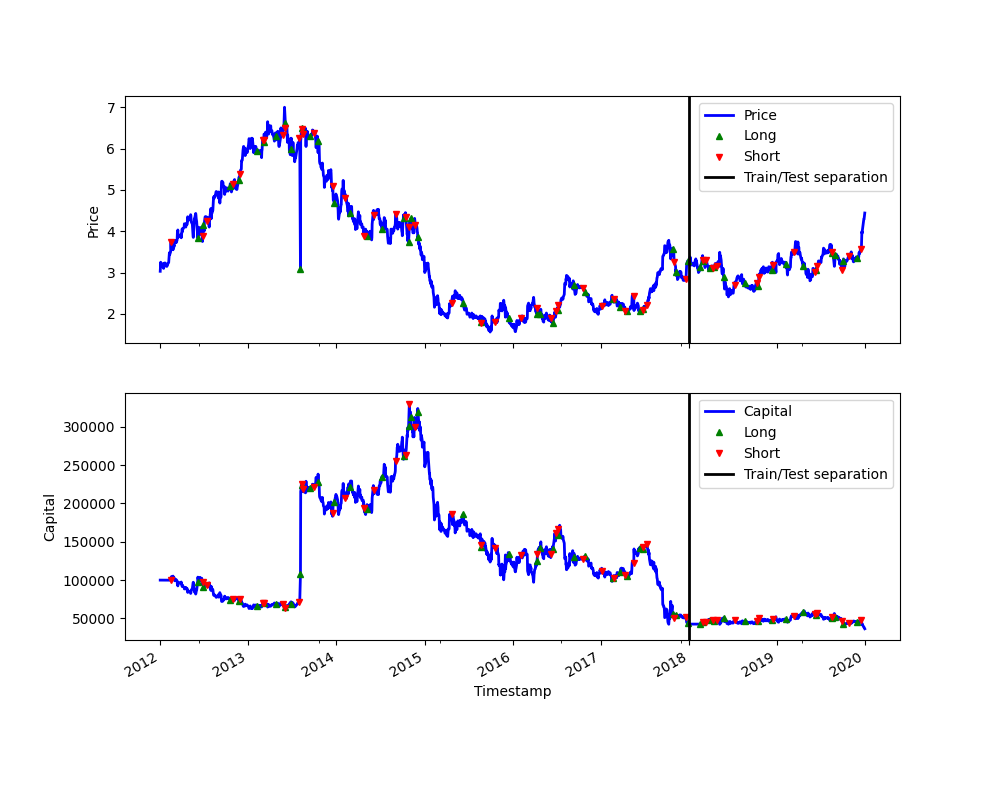 7
6
5
4
3
2
Price
Price
Long
Short
Train/Test separation
300000
250000
200000
150000
100000
50000
Capital
Capital
Long
Short
Train/Test separation
2012
2013
2014
2015
2016
2017
2018
2019
2020
Timestamp